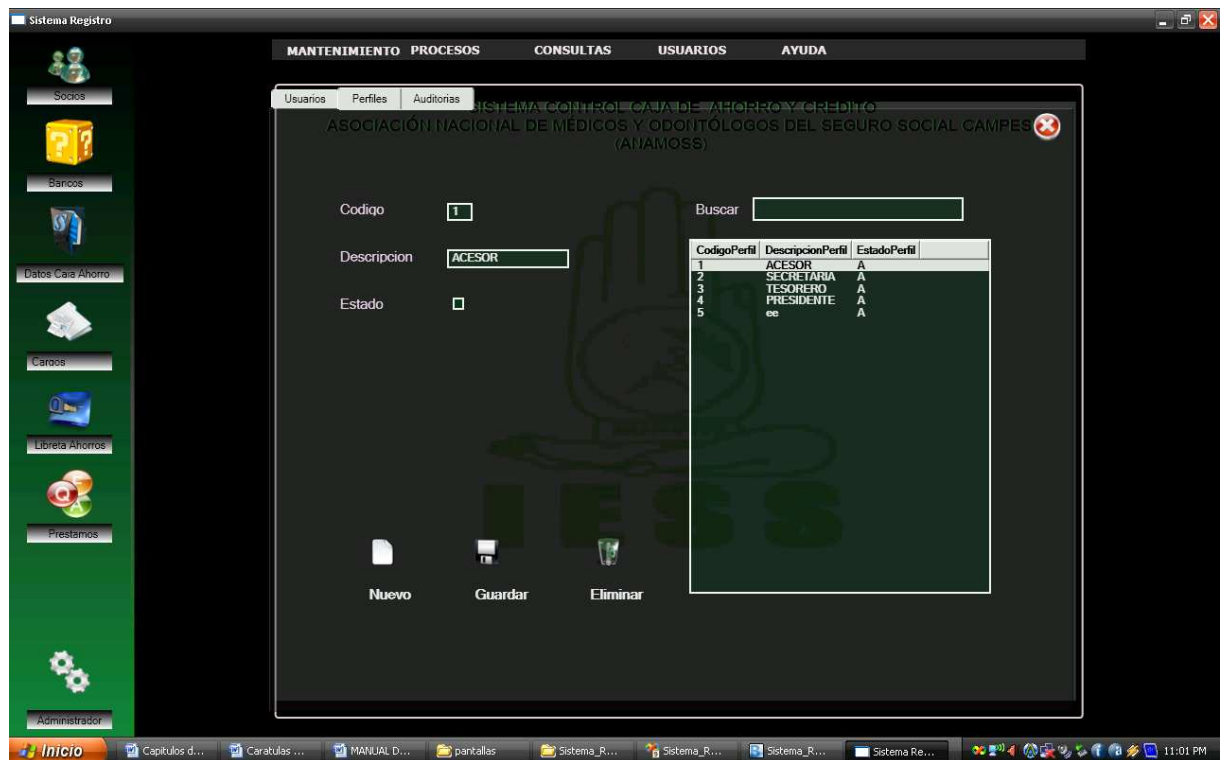 Sistema Registro
MANTENIMIENTO PROCESOS CONSULTAS USUARIOS AYUDA
Socios
Bancos
Datos Caja Ahorro
Cargos
Libreta Ahorros
Prestamos
Administrador
Usuarios Perfiles Auditorias
SISTEMA CONTROL CAJA DE AHORRO Y CREDITO
ASOCIACIÓN NACIONAL DE MÉDICOS Y ODONTÓLOGOS DEL SEGURO SOCIAL CAMPES
(ANAMOSS)
Codigo 1
Descripcion ACESOR
Estado
Buscar
CodigoPerfil DescripcionPerfil EstadoPerfil
1 ACESOR A
2 SECRETARIA A
3 TESORERO A
4 PRESIDENTE A
5 ee A
IESS
Nuevo Guardar Eliminar
Inicio Capitulos d... Caratulas ... MANUAL D... pantallas Sistema_R... Sistema_R... Sistema_R... Sistema Re... 11:01 PM